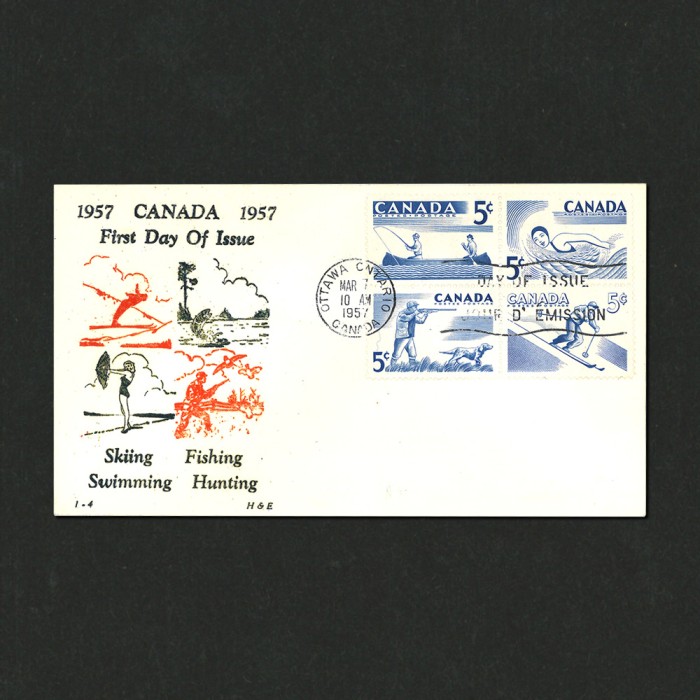 1957 CANADA 1957
First Day Of Issue
Skiing Fishing
Swimming Hunting
1-4 H & E
OTTAWA ONTARIO
MAR 7
10 AM
1957
CANADA
DAY OF ISSUE
JOUR D'EMISSION
CANADA 5¢
POSTES-POSTAGE
CANADA
5¢
CANADA
5¢
CANADA 5¢